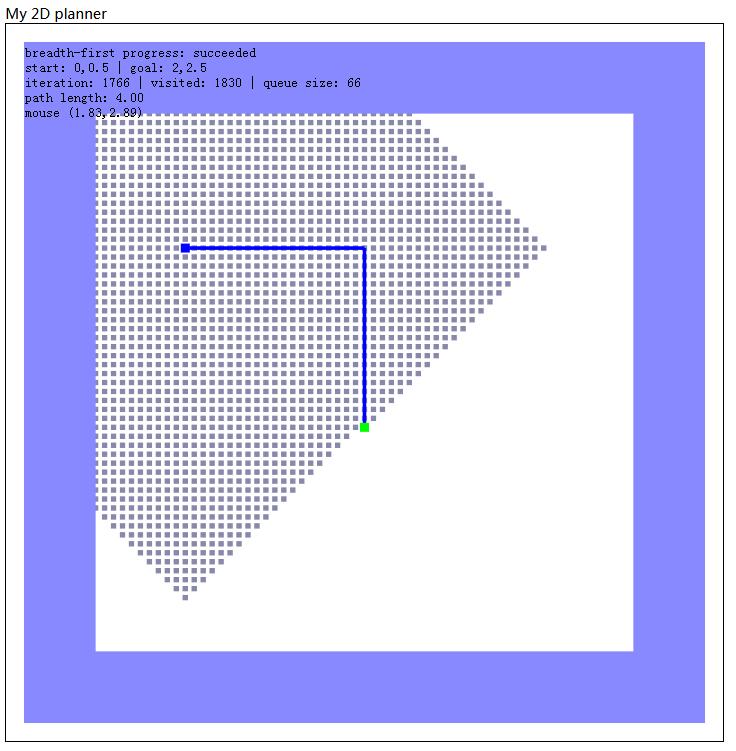 My 2D planner
breadth-first progress: succeeded
start: 0,0.5 | goal: 2,2.5
iteration: 1766 | visited: 1830 | queue size: 66
path length: 4.00
mouse (1.83,2.89)